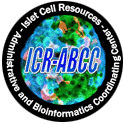 - Islet Cell Resources -
ICR-ABCC
Administrative and Bioinformatics Coordinating Center